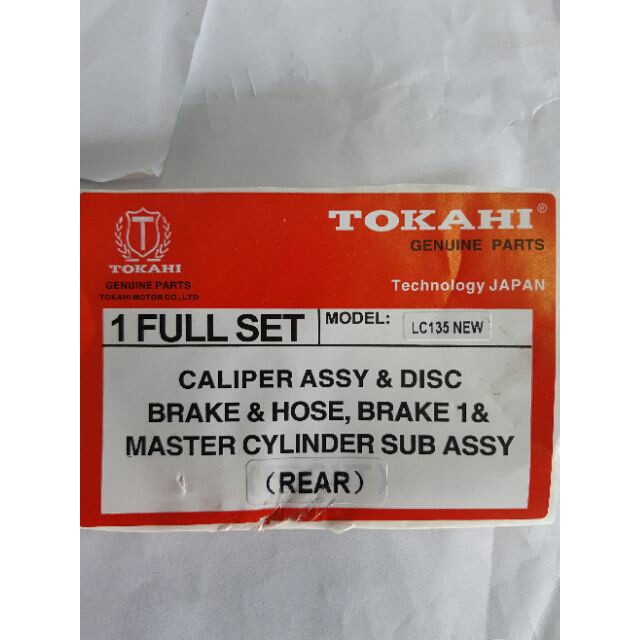 T
TOKAHI
GENUINE PARTS
TOKAHI MOTOR CO.,LTD
TOKAHI®
GENUINE PARTS
Technology JAPAN
1 FULL SET
MODEL: LC135 NEW
CALIPER ASSY & DISC
BRAKE & HOSE, BRAKE 1&
MASTER CYLINDER SUB ASSY
(REAR)